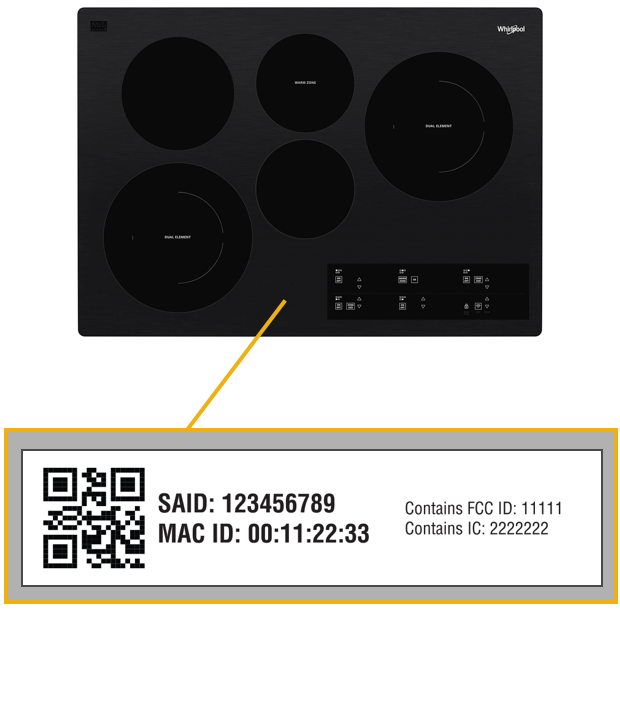 Whirlpool
WARM ZONE
DUAL ELEMENT
DUAL ELEMENT
SAID: 123456789
MAC ID: 00:11:22:33
Contains FCC ID: 11111
Contains IC: 2222222